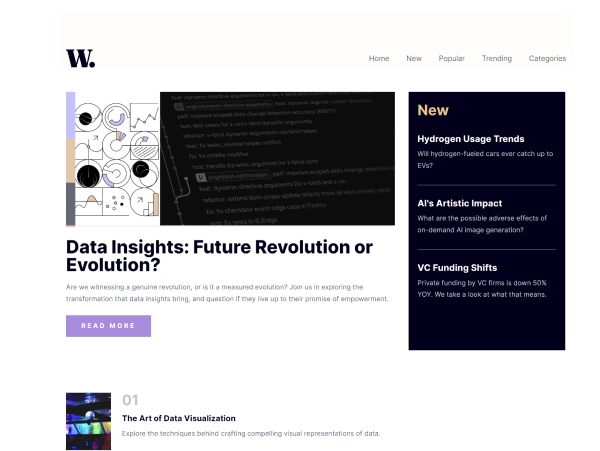 W.
Home New Popular Trending Categories
Data Insights: Future Revolution or
Evolution?
Are we witnessing a genuine revolution, or is it a measured evolution? Join us in exploring the
transformation that data insights bring, and question if they live up to their promise of empowerment.
READ MORE
New
Hydrogen Usage Trends
Will hydrogen-fueled cars ever catch up to
EVs?
AI's Artistic Impact
What are the possible adverse effects of
on-demand AI image generation?
VC Funding Shifts
Private funding by VC firms is down 50%
YOY. We take a look at what that means.
01
The Art of Data Visualization
Explore the techniques behind crafting compelling visual representations of data.